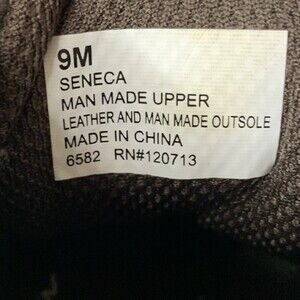 9M
SENECA
MAN MADE UPPER
LEATHER AND MAN MADE OUTSOLE
MADE IN CHINA
6582 RN#120713